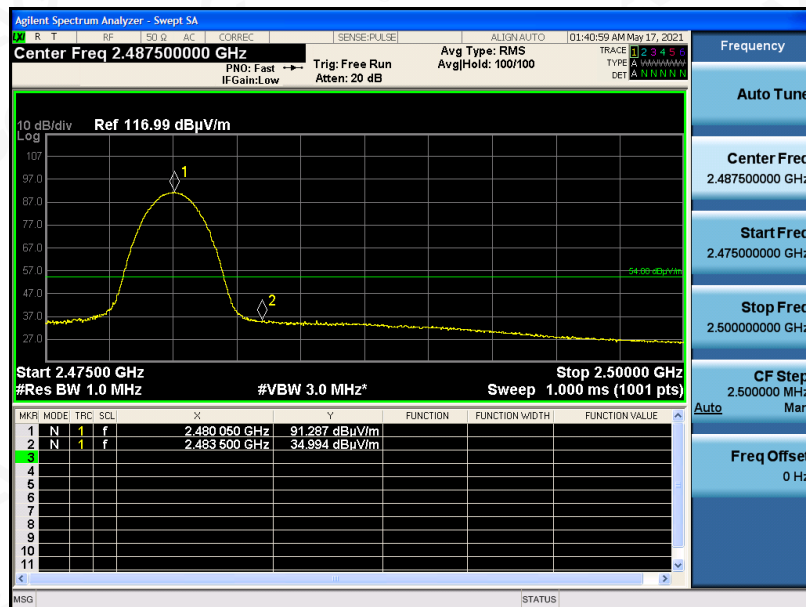 Agilent Spectrum Analyzer - Swept SA
LXI R T RF 50 Ω AC CORREC SENSE:PULSE ALIGN AUTO 01:40:59 AM May 17, 2021
Center Freq 2.487500000 GHz
PNO: Fast
IFGain:Low
Trig: Free Run
Atten: 20 dB
Avg Type: RMS
Avg|Hold: 100/100
TRACE 1 2 3 4 5 6
TYPE A WWWWW
DET A N N N N N
10 dB/div Ref 116.99 dBµV/m
Log
107
97.0
87.0
77.0
67.0
57.0
47.0
37.0
27.0
1
2
54.00 dBµV/m
Start 2.47500 GHz Stop 2.50000 GHz
#Res BW 1.0 MHz #VBW 3.0 MHz* Sweep 1.000 ms (1001 pts)
MKR MODE TRC SCL X Y FUNCTION FUNCTION WIDTH FUNCTION VALUE
1 N 1 f 2.480 050 GHz 91.287 dBµV/m
2 N 1 f 2.483 500 GHz 34.994 dBµV/m
3
4
5
6
7
8
9
10
11
MSG STATUS
Frequency
Auto Tune
Center Freq
2.487500000 GHz
Start Freq
2.475000000 GHz
Stop Freq
2.500000000 GHz
CF Step
2.500000 MHz
Auto Man
Freq Offset
0 Hz